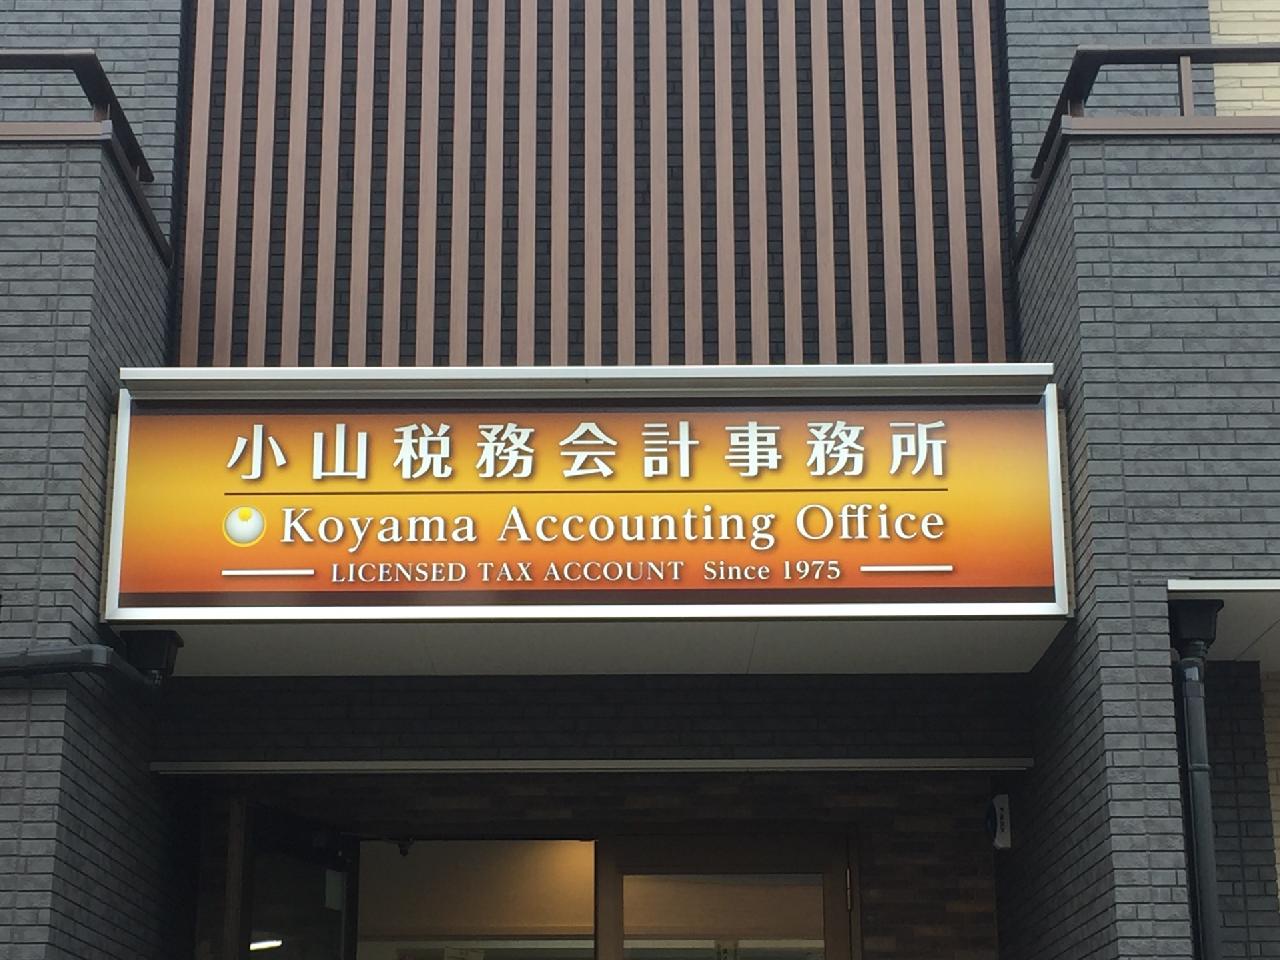 小山税務会計事務所
Koyama Accounting Office
LICENSED TAX ACCOUNT Since 1975